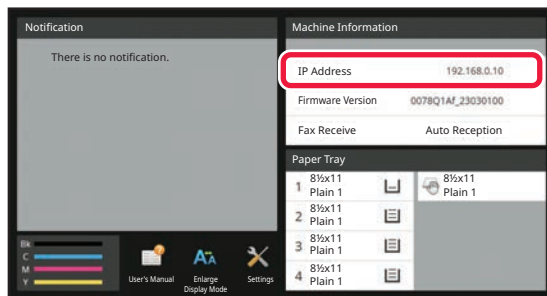 Notification
There is no notification.
Machine Information
IP Address 192.168.0.10
Firmware Version 0078Q1Af_23030100
Fax Receive Auto Reception
Paper Tray
1 8½x11
Plain 1
8½x11
Plain 1
2 8½x11
Plain 1
3 8½x11
Plain 1
4 8½x11
Plain 1
Bk
C
M
Y
User's Manual
Enlarge
Display Mode
Settings